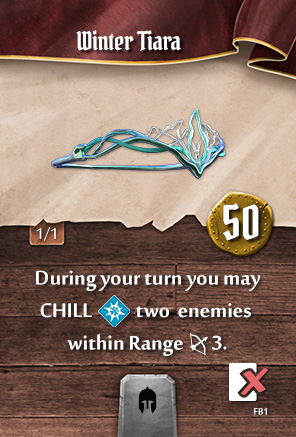 Winter Tiara
1/1
50
During your turn you may
CHILL two enemies
within Range 3.
FB1